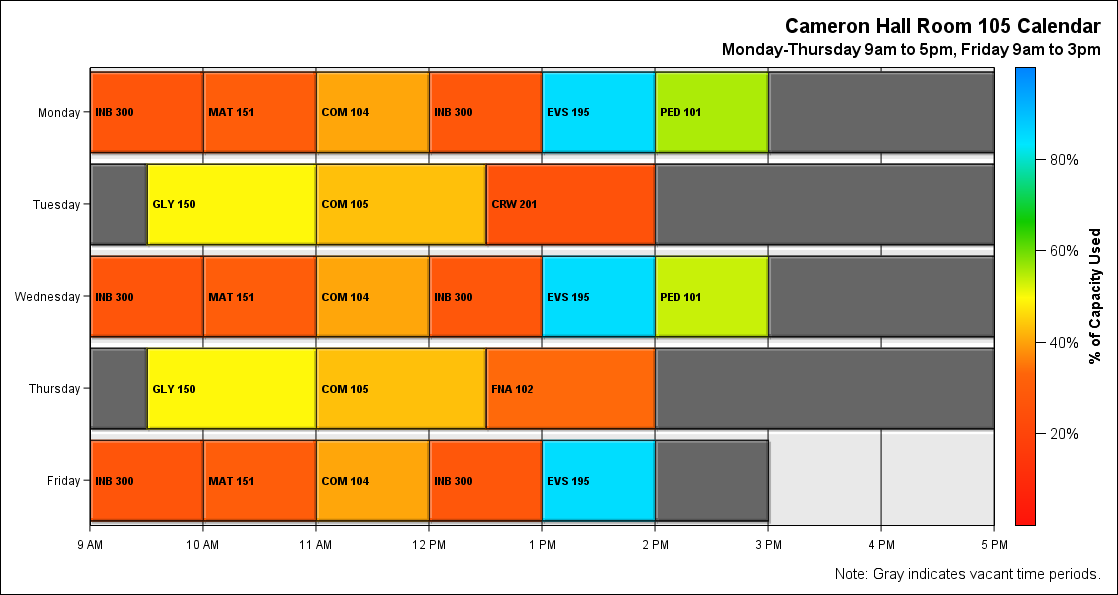 Cameron Hall Room 105 Calendar
Monday-Thursday 9am to 5pm, Friday 9am to 3pm
Monday
INB 300
MAT 151
COM 104
INB 300
EVS 195
PED 101
Tuesday
GLY 150
COM 105
CRW 201
Wednesday
INB 300
MAT 151
COM 104
INB 300
EVS 195
PED 101
Thursday
GLY 150
COM 105
FNA 102
Friday
INB 300
MAT 151
COM 104
INB 300
EVS 195
9 AM
10 AM
11 AM
12 PM
1 PM
2 PM
3 PM
4 PM
5 PM
80%
60%
40%
20%
% of Capacity Used
Note: Gray indicates vacant time periods.